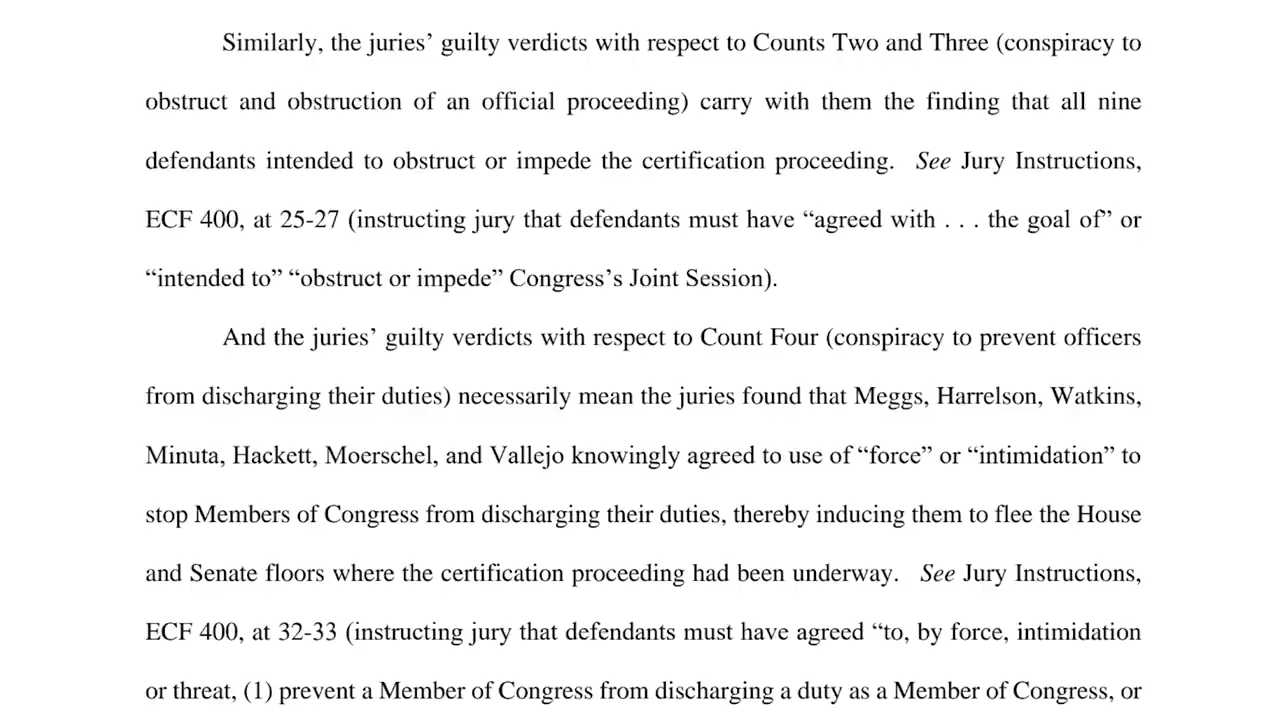 Similarly, the juries’ guilty verdicts with respect to Counts Two and Three (conspiracy to
obstruct and obstruction of an official proceeding) carry with them the finding that all nine
defendants intended to obstruct or impede the certification proceeding. See Jury Instructions,
ECF 400, at 25-27 (instructing jury that defendants must have “agreed with . . . the goal of” or
“intended to” “obstruct or impede” Congress’s Joint Session).
And the juries’ guilty verdicts with respect to Count Four (conspiracy to prevent officers
from discharging their duties) necessarily mean the juries found that Meggs, Harrelson, Watkins,
Minuta, Hackett, Moerschel, and Vallejo knowingly agreed to use of “force” or “intimidation” to
stop Members of Congress from discharging their duties, thereby inducing them to flee the House
and Senate floors where the certification proceeding had been underway. See Jury Instructions,
ECF 400, at 32-33 (instructing jury that defendants must have agreed “to, by force, intimidation
or threat, (1) prevent a Member of Congress from discharging a duty as a Member of Congress, or